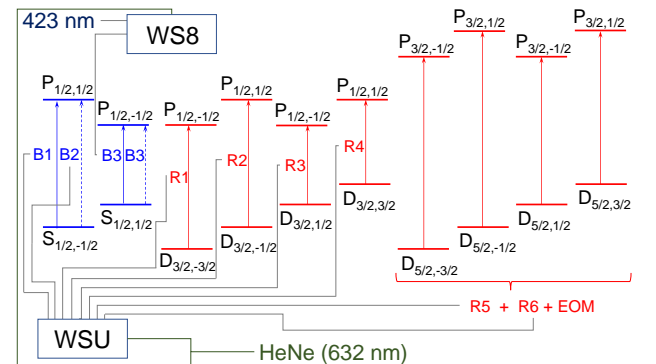 423 nm
WS8
P3/2,-1/2
P3/2,1/2
P3/2,-1/2
P3/2,1/2
P1/2,1/2
P1/2,-1/2
P1/2,-1/2
P1/2,1/2
P1/2,-1/2
P1/2,1/2
B1
B2
B3
B3
R1
R2
R3
R4
S1/2,-1/2
S1/2,1/2
D3/2,-3/2
D3/2,-1/2
D3/2,1/2
D3/2,3/2
D5/2,-3/2
D5/2,-1/2
D5/2,1/2
D5/2,3/2
R5 + R6 + EOM
WSU
HeNe (632 nm)